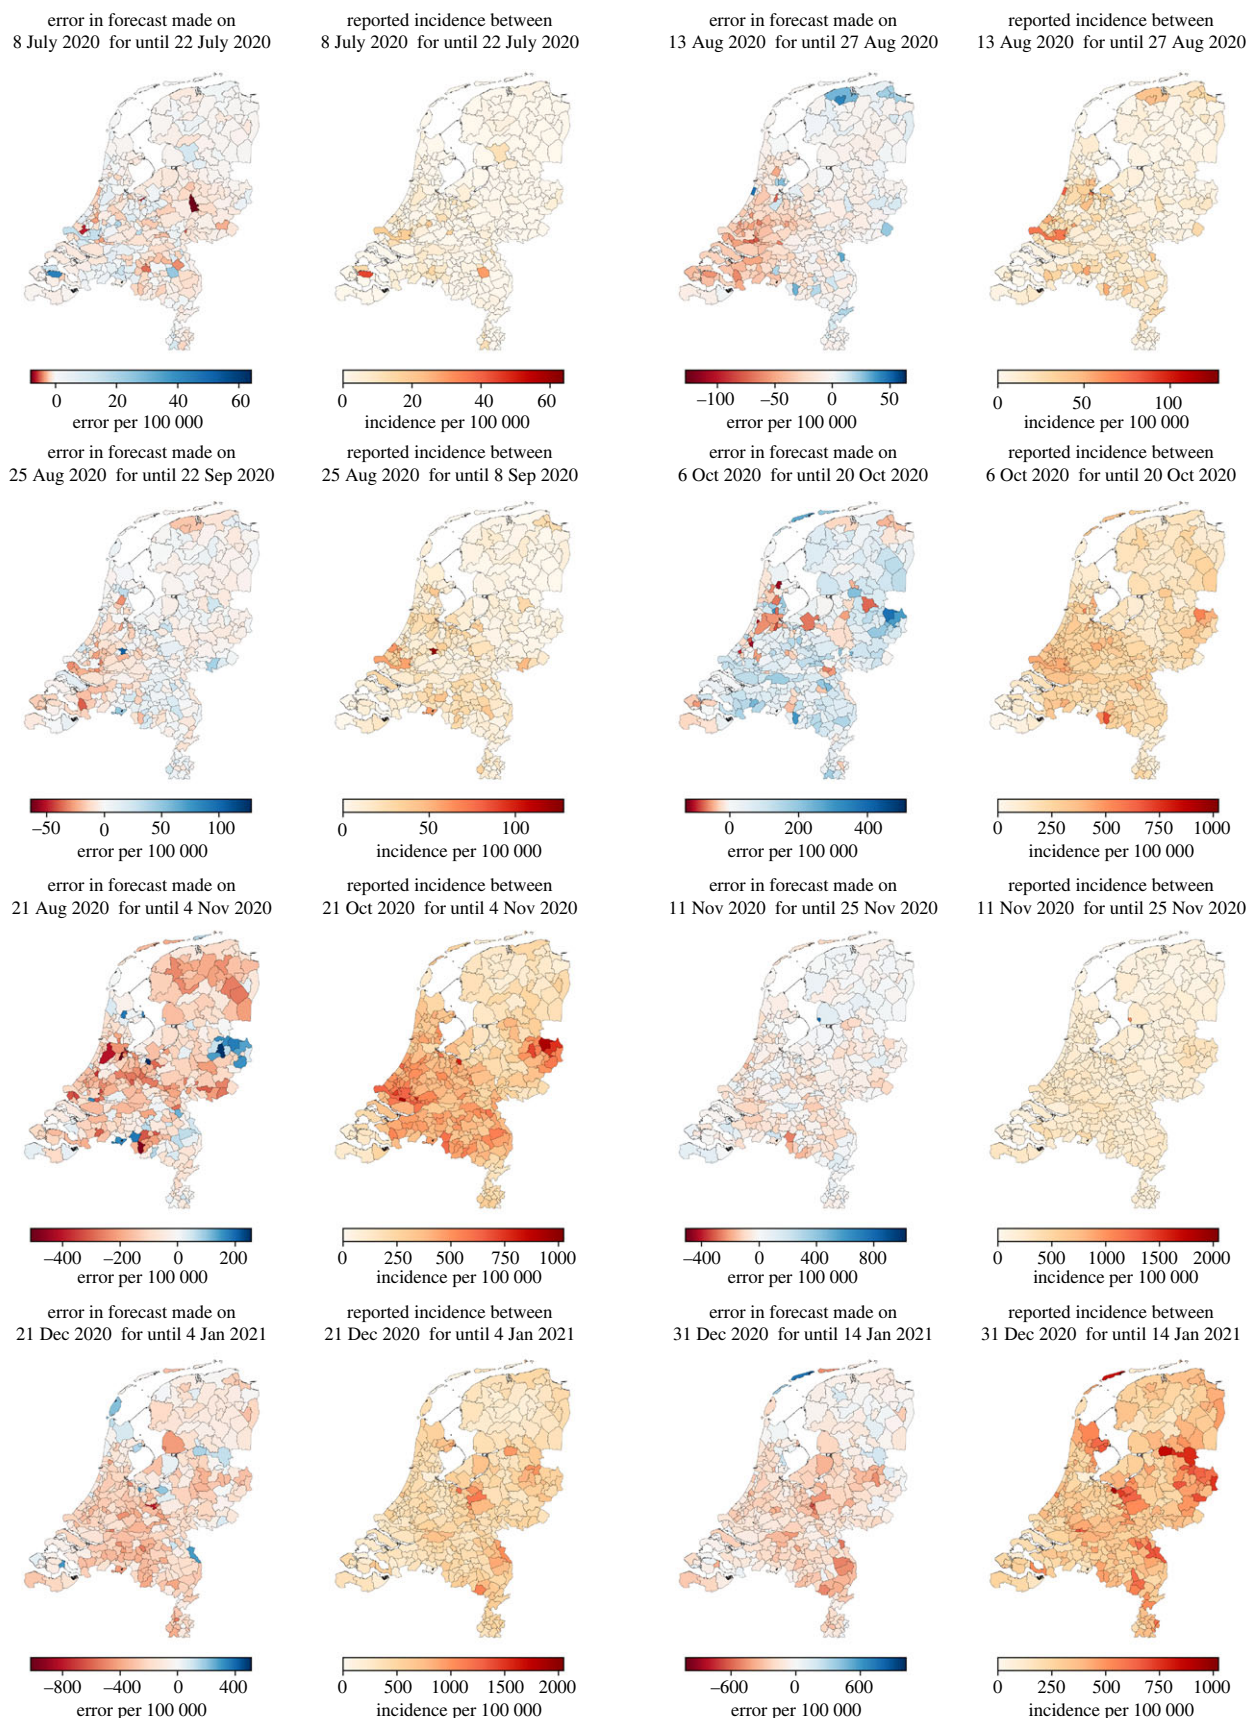 error in forecast made on
8 July 2020 for until 22 July 2020
reported incidence between
8 July 2020 for until 22 July 2020
error in forecast made on
13 Aug 2020 for until 27 Aug 2020
reported incidence between
13 Aug 2020 for until 27 Aug 2020
0 20 40 60
error per 100 000
0 20 40 60
incidence per 100 000
−100 −50 0 50
error per 100 000
0 50 100
incidence per 100 000
error in forecast made on
25 Aug 2020 for until 22 Sep 2020
reported incidence between
25 Aug 2020 for until 8 Sep 2020
error in forecast made on
6 Oct 2020 for until 20 Oct 2020
reported incidence between
6 Oct 2020 for until 20 Oct 2020
−50 0 50 100
error per 100 000
0 50 100
incidence per 100 000
0 200 400
error per 100 000
0 250 500 750 1000
incidence per 100 000
error in forecast made on
21 Aug 2020 for until 4 Nov 2020
reported incidence between
21 Oct 2020 for until 4 Nov 2020
error in forecast made on
11 Nov 2020 for until 25 Nov 2020
reported incidence between
11 Nov 2020 for until 25 Nov 2020
−400 −200 0 200
error per 100 000
0 250 500 750 1000
incidence per 100 000
−400 0 400 800
error per 100 000
0 500 1000 1500 2000
incidence per 100 000
error in forecast made on
21 Dec 2020 for until 4 Jan 2021
reported incidence between
21 Dec 2020 for until 4 Jan 2021
error in forecast made on
31 Dec 2020 for until 14 Jan 2021
reported incidence between
31 Dec 2020 for until 14 Jan 2021
−800 −400 0 400
error per 100 000
0 500 1000 1500 2000
incidence per 100 000
−600 0 600
error per 100 000
0 250 500 750 1000
incidence per 100 000